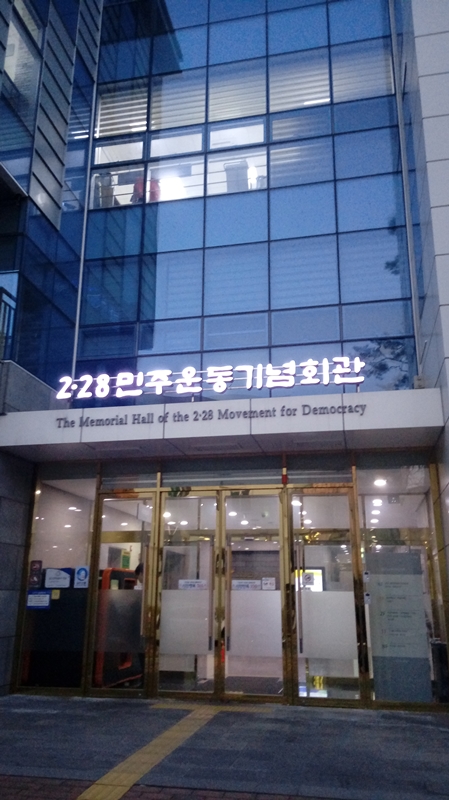 2·28민주운동기념회관
The Memorial Hall of the 2·28 Movement for Democracy